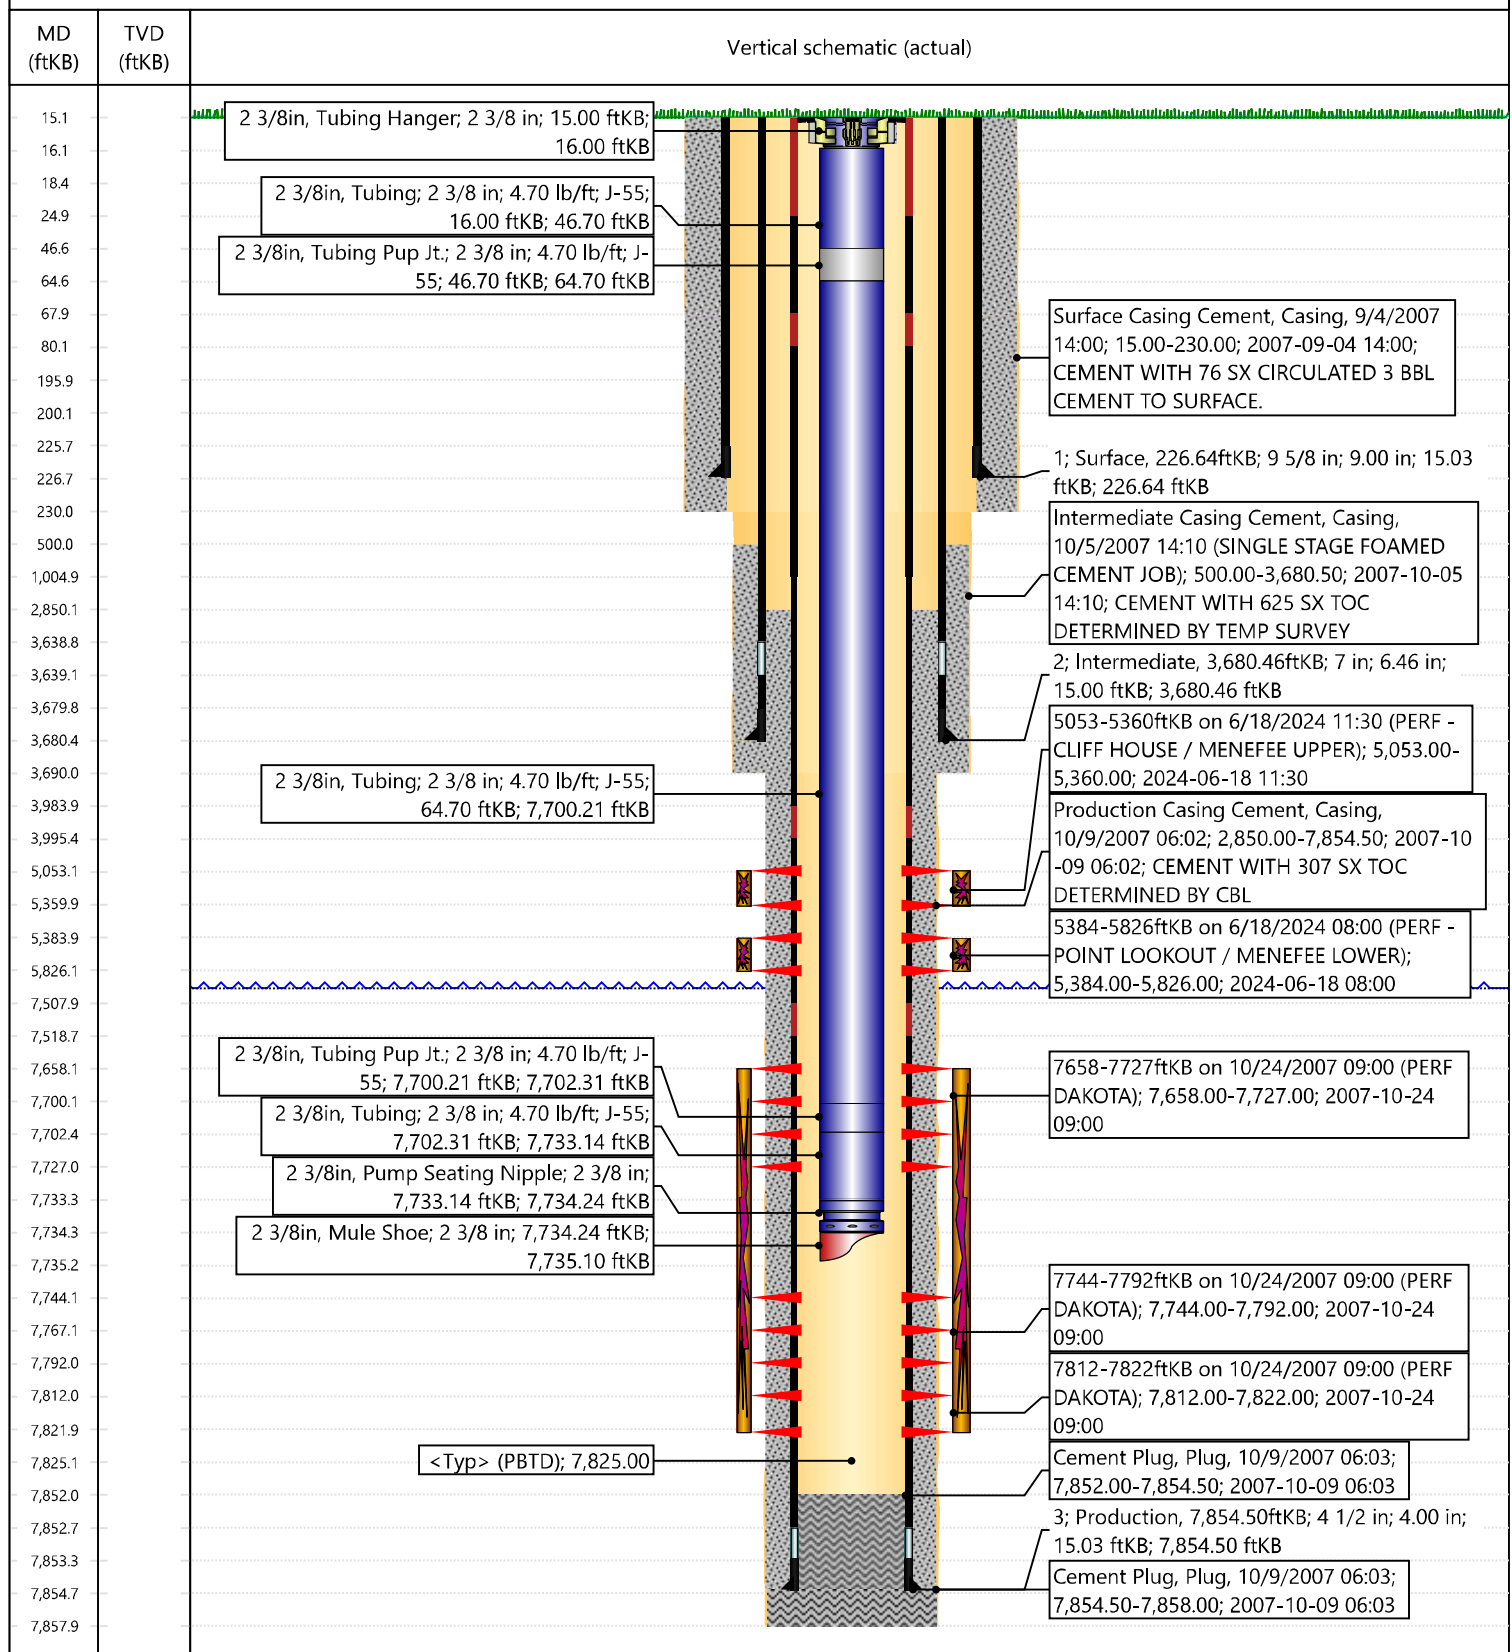 MD
(ftKB)
TVD
(ftKB)
Vertical schematic (actual)
15.1
16.1
18.4
24.9
46.6
64.6
67.9
80.1
195.9
200.1
225.7
226.7
230.0
500.0
1,004.9
2,850.1
3,638.8
3,639.1
3,679.8
3,680.4
3,690.0
3,983.9
3,995.4
5,053.1
5,359.9
5,383.9
5,826.1
7,507.9
7,518.7
7,658.1
7,700.1
7,702.4
7,727.0
7,733.3
7,734.3
7,735.2
7,744.1
7,767.1
7,792.0
7,812.0
7,821.9
7,825.1
7,852.0
7,852.7
7,853.3
7,854.7
7,857.9
2 3/8in, Tubing Hanger; 2 3/8 in; 15.00 ftKB;
16.00 ftKB
2 3/8in, Tubing; 2 3/8 in; 4.70 lb/ft; J-55;
16.00 ftKB; 46.70 ftKB
2 3/8in, Tubing Pup Jt.; 2 3/8 in; 4.70 lb/ft; J-
55; 46.70 ftKB; 64.70 ftKB
2 3/8in, Tubing; 2 3/8 in; 4.70 lb/ft; J-55;
64.70 ftKB; 7,700.21 ftKB
2 3/8in, Tubing Pup Jt.; 2 3/8 in; 4.70 lb/ft; J-
55; 7,700.21 ftKB; 7,702.31 ftKB
2 3/8in, Tubing; 2 3/8 in; 4.70 lb/ft; J-55;
7,702.31 ftKB; 7,733.14 ftKB
2 3/8in, Pump Seating Nipple; 2 3/8 in;
7,733.14 ftKB; 7,734.24 ftKB
2 3/8in, Mule Shoe; 2 3/8 in; 7,734.24 ftKB;
7,735.10 ftKB
<Typ> (PBTD); 7,825.00
Surface Casing Cement, Casing, 9/4/2007
14:00; 15.00-230.00; 2007-09-04 14:00;
CEMENT WITH 76 SX CIRCULATED 3 BBL
CEMENT TO SURFACE.
1; Surface, 226.64ftKB; 9 5/8 in; 9.00 in; 15.03
ftKB; 226.64 ftKB
Intermediate Casing Cement, Casing,
10/5/2007 14:10 (SINGLE STAGE FOAMED
CEMENT JOB); 500.00-3,680.50; 2007-10-05
14:10; CEMENT WITH 625 SX TOC
DETERMINED BY TEMP SURVEY
2; Intermediate, 3,680.46ftKB; 7 in; 6.46 in;
15.00 ftKB; 3,680.46 ftKB
5053-5360ftKB on 6/18/2024 11:30 (PERF -
CLIFF HOUSE / MENEFEE UPPER); 5,053.00-
5,360.00; 2024-06-18 11:30
Production Casing Cement, Casing,
10/9/2007 06:02; 2,850.00-7,854.50; 2007-10
-09 06:02; CEMENT WITH 307 SX TOC
DETERMINED BY CBL
5384-5826ftKB on 6/18/2024 08:00 (PERF -
POINT LOOKOUT / MENEFEE LOWER);
5,384.00-5,826.00; 2024-06-18 08:00
7658-7727ftKB on 10/24/2007 09:00 (PERF
DAKOTA); 7,658.00-7,727.00; 2007-10-24
09:00
7744-7792ftKB on 10/24/2007 09:00 (PERF
DAKOTA); 7,744.00-7,792.00; 2007-10-24
09:00
7812-7822ftKB on 10/24/2007 09:00 (PERF
DAKOTA); 7,812.00-7,822.00; 2007-10-24
09:00
Cement Plug, Plug, 10/9/2007 06:03;
7,852.00-7,854.50; 2007-10-09 06:03
3; Production, 7,854.50ftKB; 4 1/2 in; 4.00 in;
15.03 ftKB; 7,854.50 ftKB
Cement Plug, Plug, 10/9/2007 06:03;
7,854.50-7,858.00; 2007-10-09 06:03